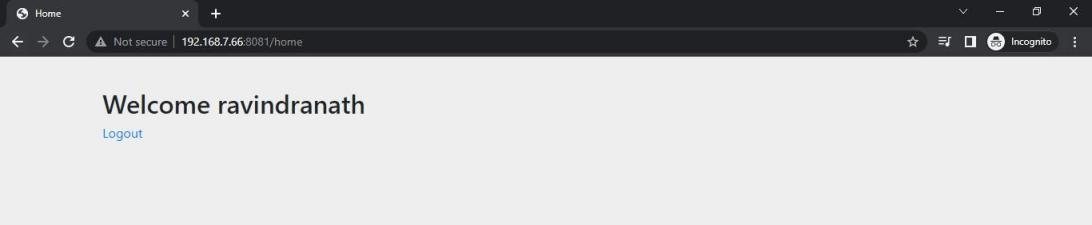 Home
Not secure 192.168.7.66:8081/home
Incognito
Welcome ravindranath
Logout